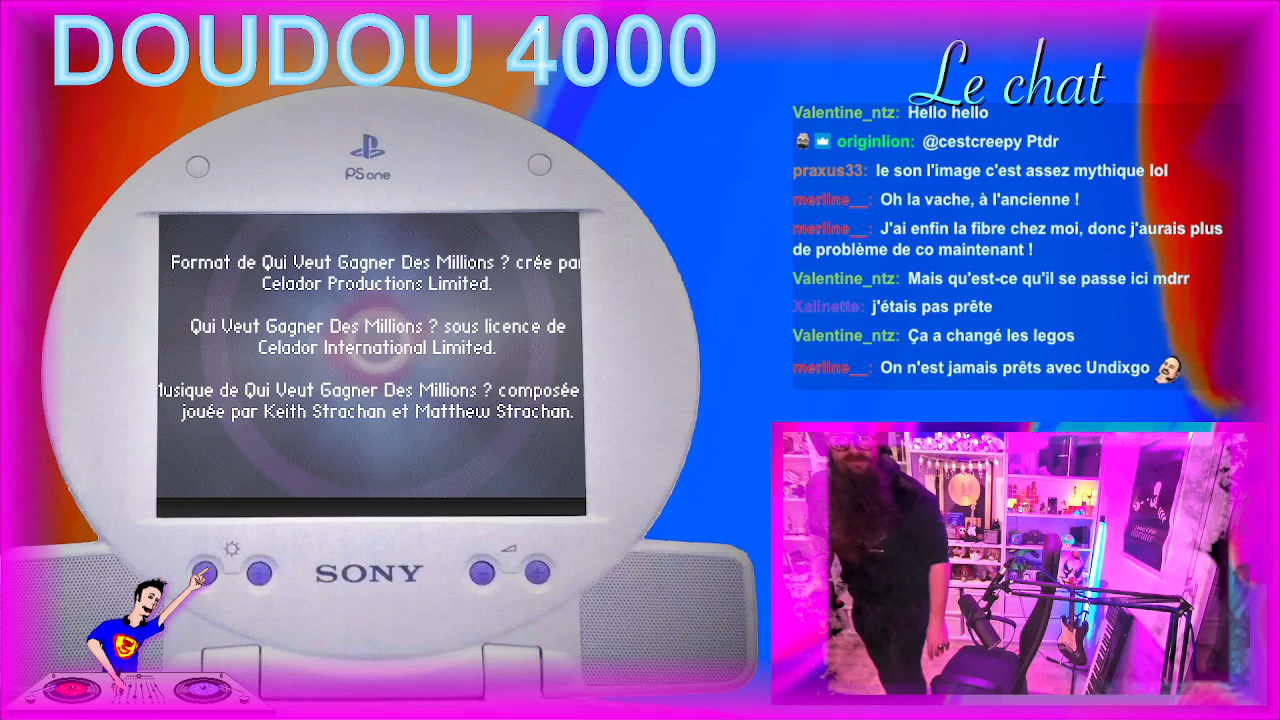 DOUDOU 4000
Le chat
PS one
Format de Qui Veut Gagner Des Millions ? crée par
Celador Productions Limited.
Qui Veut Gagner Des Millions ? sous licence de
Celador International Limited.
Musique de Qui Veut Gagner Des Millions ? composée
jouée par Keith Strachan et Matthew Strachan.
SONY
Valentine_ntz: Hello hello
originlion: @cestcreepy Ptdr
praxus33: le son l'image c'est assez mythique lol
merline__: Oh la vache, à l'ancienne !
merline__: J'ai enfin la fibre chez moi, donc j'aurais plus
de problème de co maintenant !
Valentine_ntz: Mais qu'est-ce qu'il se passe ici mdrr
Xalinette: j'étais pas prête
Valentine_ntz: Ça a changé les legos
merline__: On n'est jamais prêts avec Undixgo